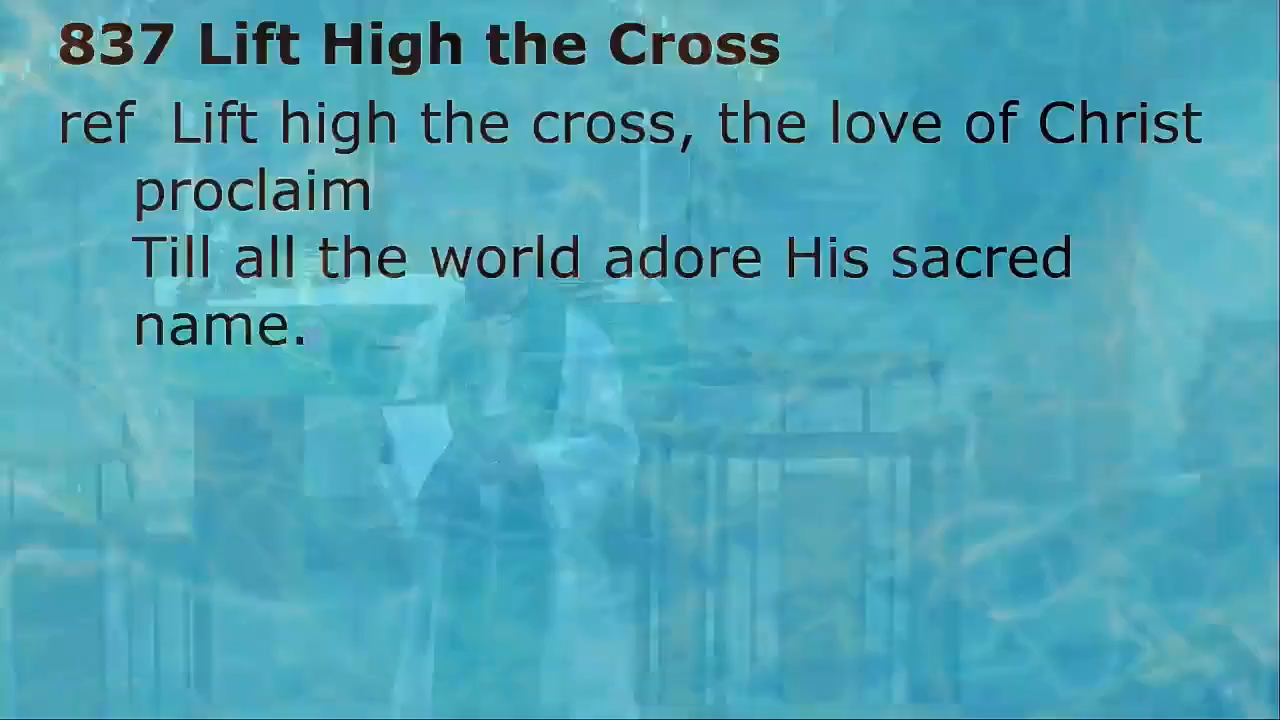 837 Lift High the Cross
ref Lift high the cross, the love of Christ
proclaim
Till all the world adore His sacred
name.